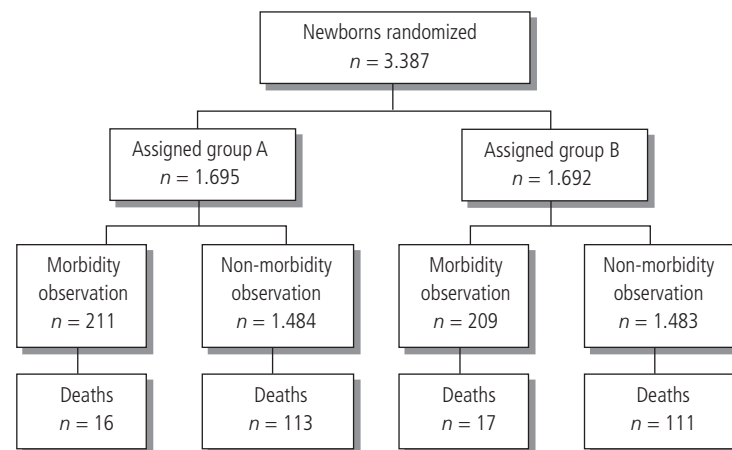 Newborns randomized
n = 3.387
Assigned group A
n = 1.695
Assigned group B
n = 1.692
Morbidity
observation
n = 211
Non-morbidity
observation
n = 1.484
Morbidity
observation
n = 209
Non-morbidity
observation
n = 1.483
Deaths
n = 16
Deaths
n = 113
Deaths
n = 17
Deaths
n = 111